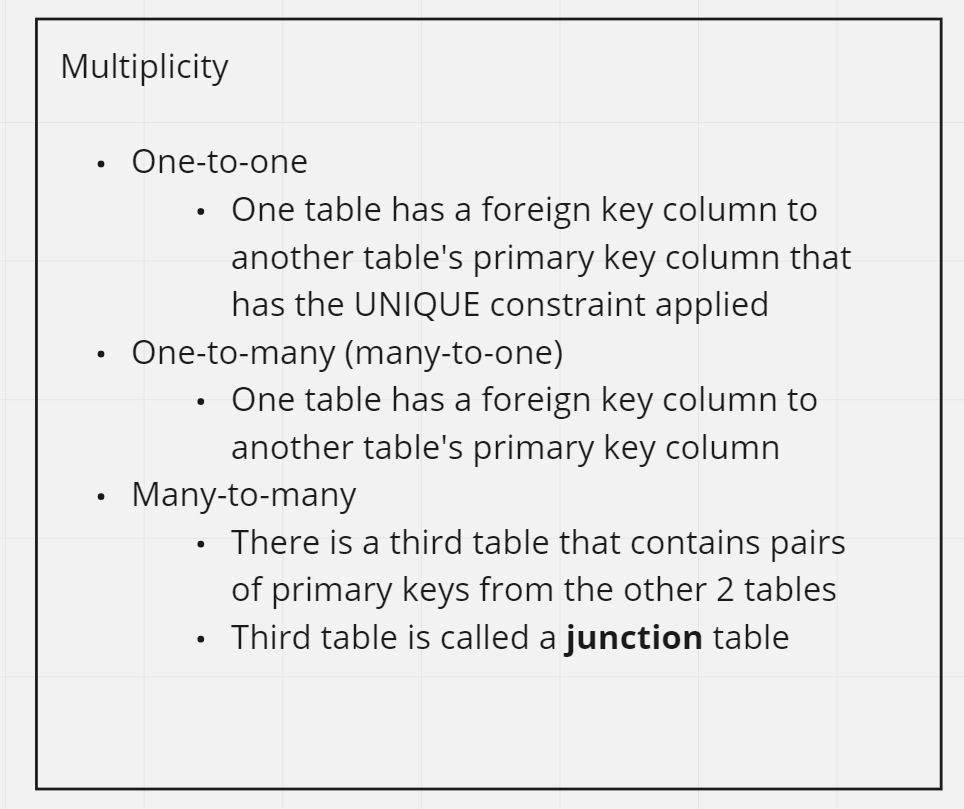 Multiplicity
• One-to-one
• One table has a foreign key column to
another table's primary key column that
has the UNIQUE constraint applied
• One-to-many (many-to-one)
• One table has a foreign key column to
another table's primary key column
• Many-to-many
• There is a third table that contains pairs
of primary keys from the other 2 tables
• Third table is called a junction table